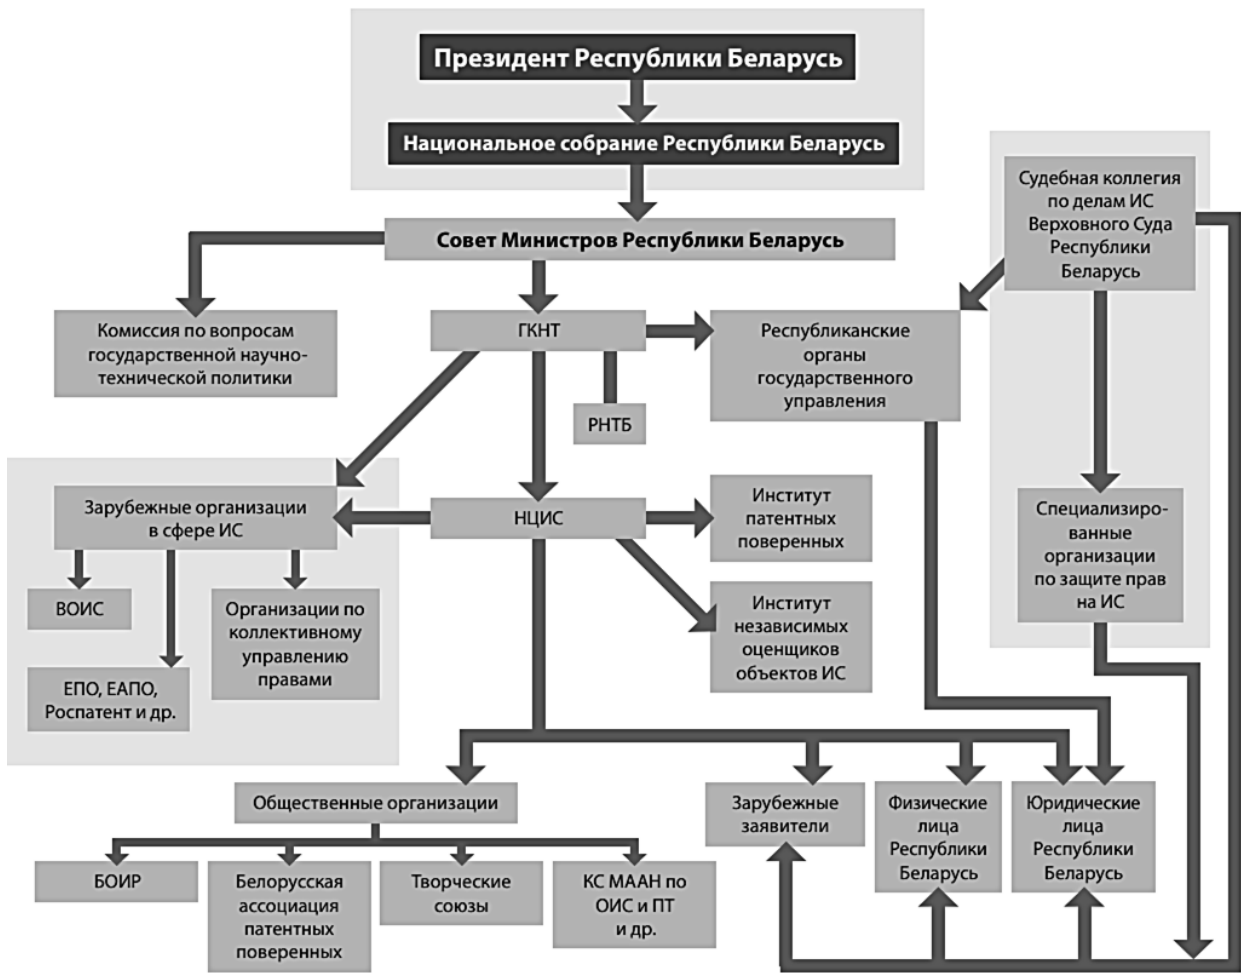 Президент Республики Беларусь
Национальное собрание Республики Беларусь
Судебная коллегия
по делам ИС
Верховного Суда
Республики
Беларусь
Совет Министров Республики Беларусь
Комиссия по вопросам
государственной научно-
технической политики
ГКНТ
Республиканские
органы
государственного
управления
РНТБ
Зарубежные организации
в сфере ИС
НЦИС
Институт
патентных
поверенных
Специализиро-
ванные
организации
по защите прав
на ИС
ВОИС
Организации по
коллективному
управлению
правами
Институт
независимых
оценщиков
объектов ИС
ЕПО, ЕАПО,
Роспатент и др.
Общественные организации
Зарубежные
заявители
Физические
лица
Республики
Беларусь
Юридические
лица
Республики
Беларусь
БОИР
Белорусская
ассоциация
патентных
поверенных
Творческие
союзы
КС МААН по
ОИС и ПТ
и др.